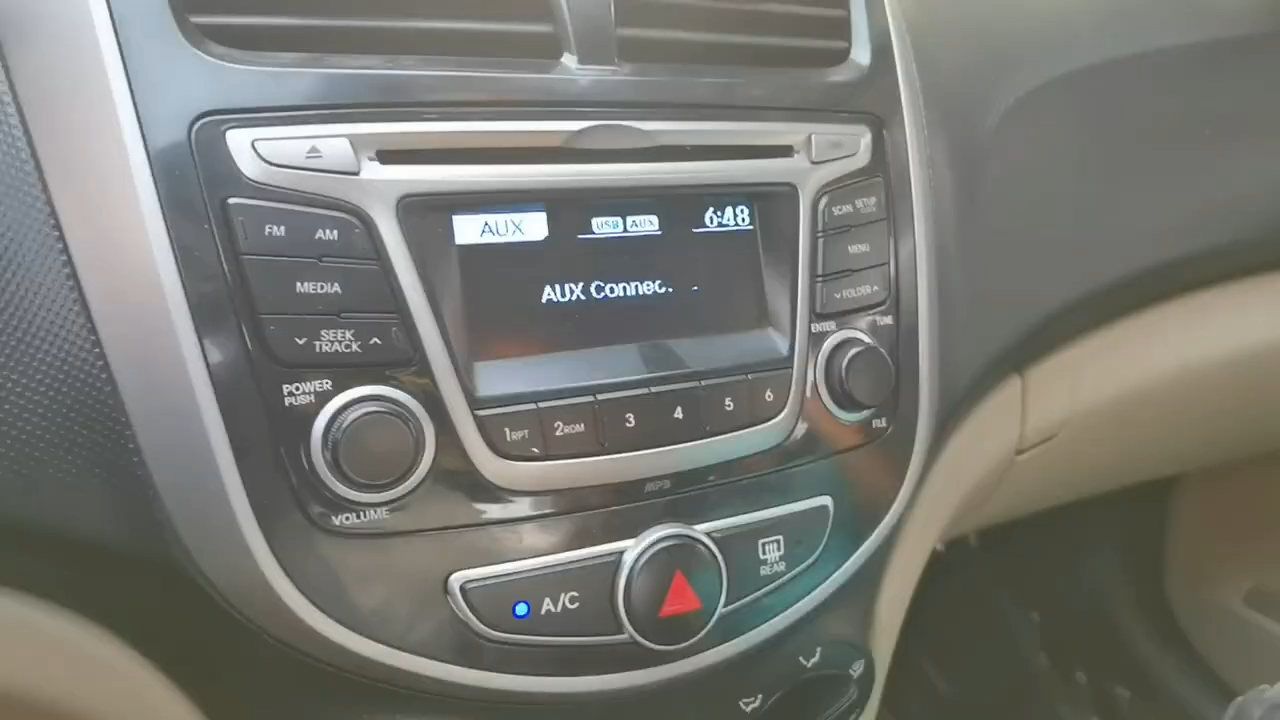 FM AM
MEDIA
SEEK
TRACK
POWER
PUSH
VOLUME
AUX
USB AUX
6:48
AUX Connec.
1RPT 2RDM 3 4 5 6
MP3
SCAN SETUP
MENU
FOLDER
ENTER
TUNE
FILE
A/C
REAR